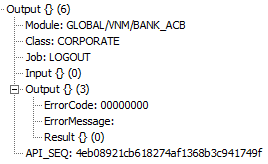 Output {} (6)
Module: GLOBAL/VNM/BANK_ACB
Class: CORPORATE
Job: LOGOUT
Input {} (0)
Output {} (3)
ErrorCode: 00000000
ErrorMessage:
Result {} (0)
API_SEQ: 4eb08921cb618274af1368b3c941749f